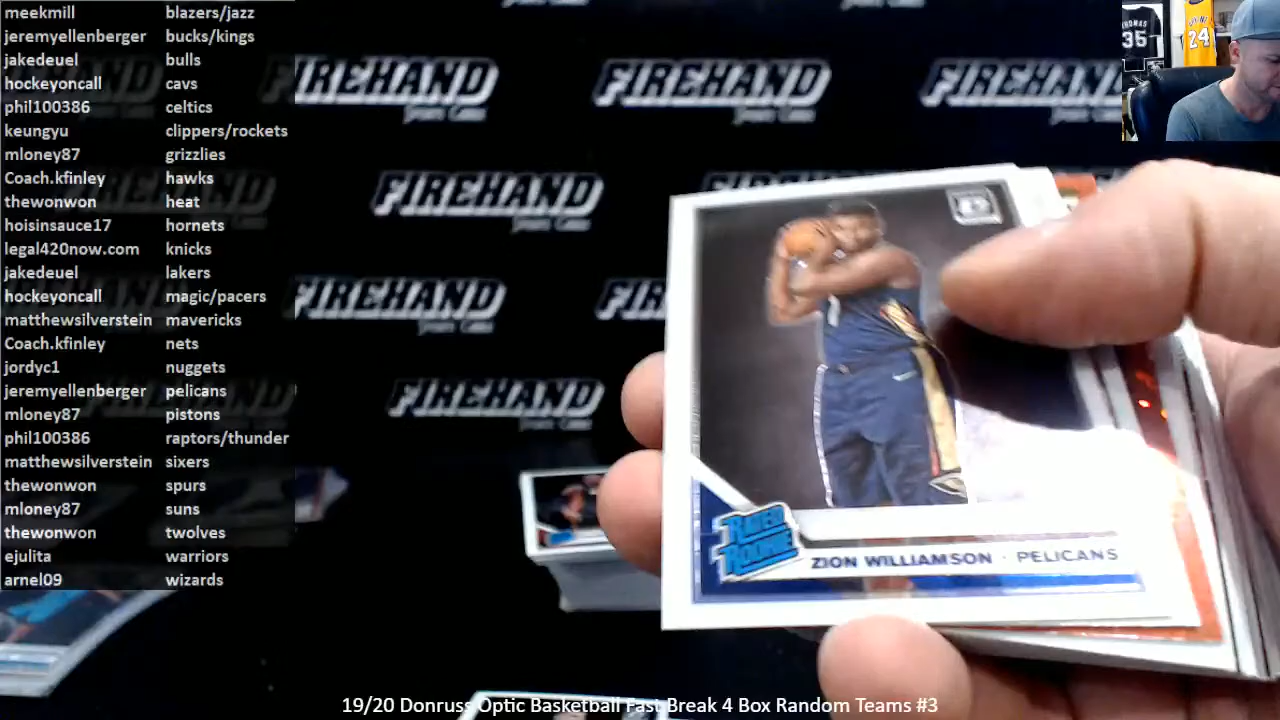 meekmill blazers/jazz
jeremyellenberger bucks/kings
jakedeuel bulls
hockeyoncall cavs
phil100386 celtics
keungyu clippers/rockets
mloney87 grizzlies
Coach.kfinley hawks
thewonwon heat
hoisinsauce17 hornets
legal420now.com knicks
jakedeuel lakers
hockeyoncall magic/pacers
matthewsilverstein mavericks
Coach.kfinley nets
jordyc1 nuggets
jeremyellenberger pelicans
mloney87 pistons
phil100386 raptors/thunder
matthewsilverstein sixers
thewonwon spurs
mloney87 suns
thewonwon twolves
ejulita warriors
arnel09 wizards
FIREHAND
FIREHAND
FIREHAND
FIREHAND
FIREHAND
FIREHAND
35
24
RATED
ROOKIE
ZION WILLIAMSON · PELICANS
19/20 Donruss Optic Basketball Fast Break 4 Box Random Teams #3